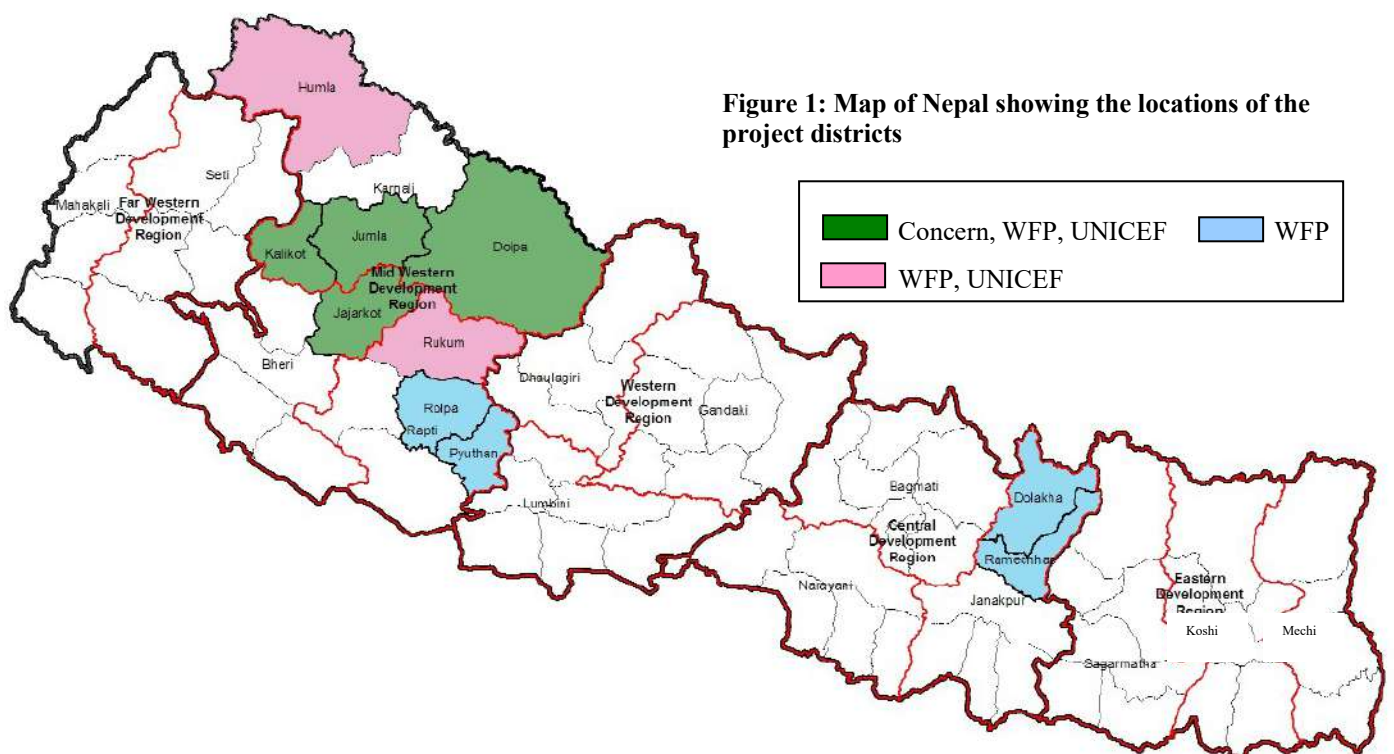 Figure 1: Map of Nepal showing the locations of the
project districts
Concern, WFP, UNICEF
WFP
WFP, UNICEF
Humla
Seti
Karnali
Mahakali
Far Western
Development
Region
Kalikot
Jumla
Dolpa
Mid Western
Development
Region
Jajarkot
Rukum
Bheri
Dhaulagiri
Western
Development
Region
Gandaki
Rolpa
Rapti
Pyuthan
Lumbini
Bagmati
Dolakha
Central
Development
Region
Ramechhap
Narayani
Janakpur
Eastern
Development
Region
Koshi
Mechi
Sagarmatha